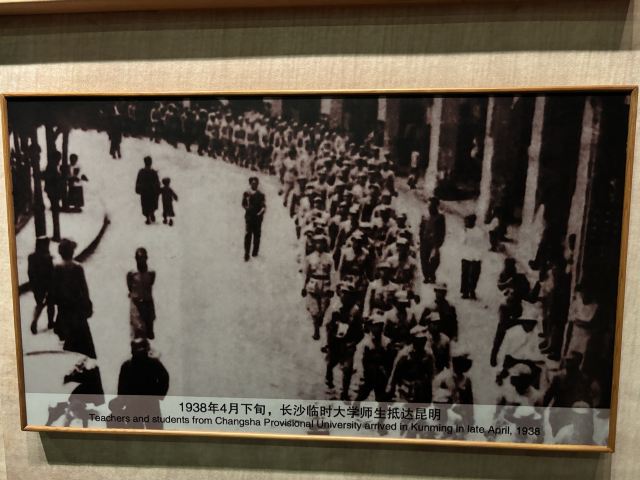 1938年4月下旬，长沙临时大学师生抵达昆明
Teachers and students from Changsha Provisional University arrived in Kunming in late April, 1938